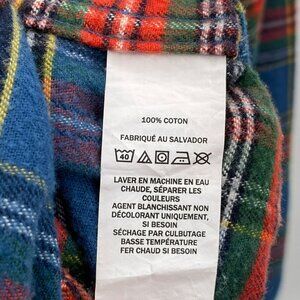 100% COTON
FABRIQUÉ AU SALVADOR
40
LAVER EN MACHINE EN EAU
CHAUDE, SÉPARER LES
COULEURS
AGENT BLANCHISSANT NON
DÉCOLORANT UNIQUEMENT,
SI BESOIN
SÉCHAGE PAR CULBUTAGE
BASSE TEMPÉRATURE
FER CHAUD SI BESOIN